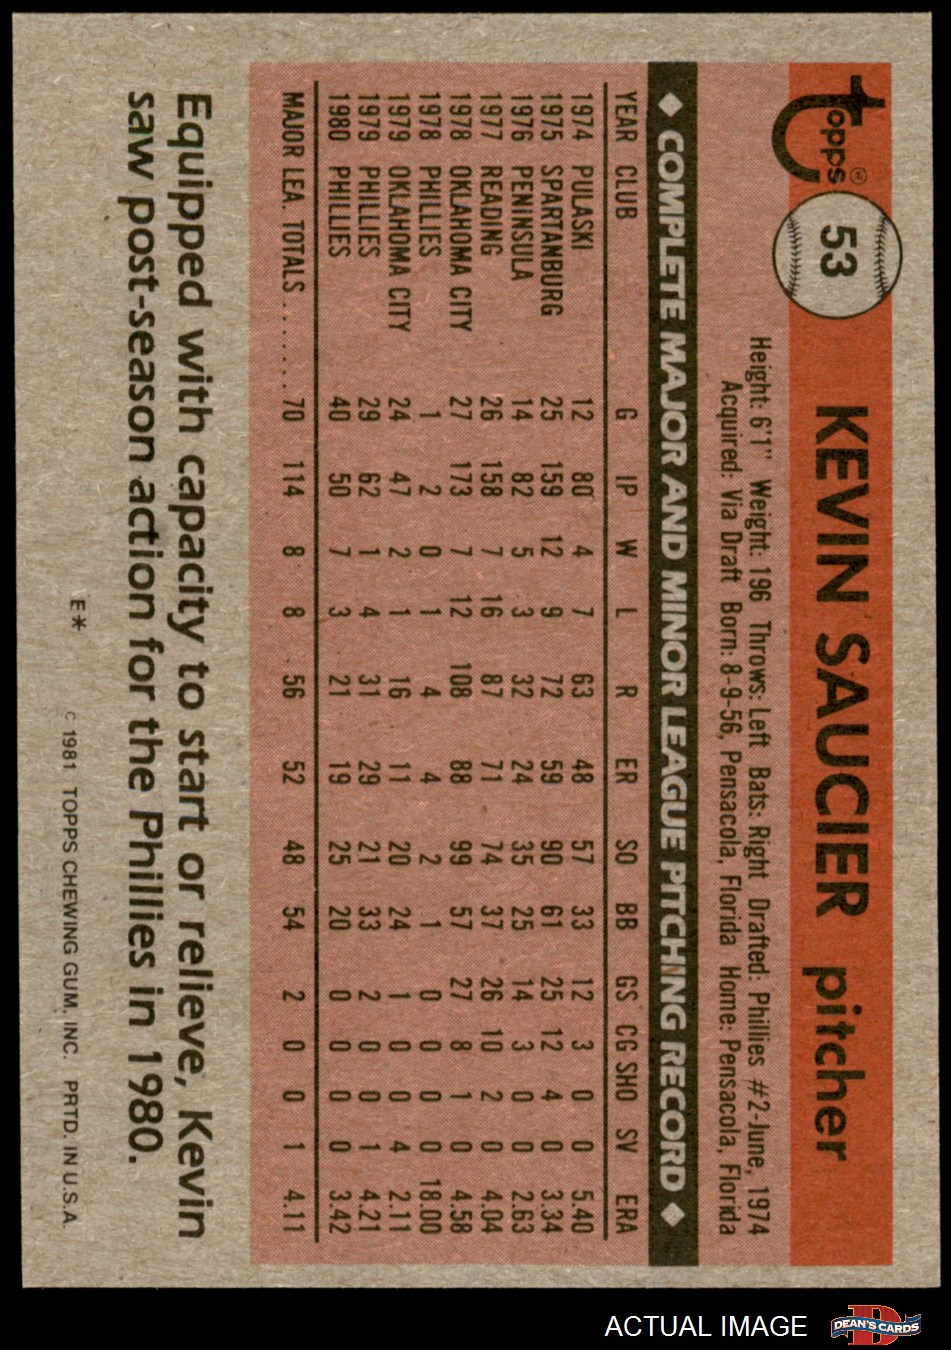 topps®
53
KEVIN SAUCIER pitcher
Height: 6'1" Weight: 196 Throws: Left Bats: Right Drafted: Phillies #2-June, 1974
Acquired: Via Draft Born: 8-9-56, Pensacola, Florida Home: Pensacola, Florida
◆ COMPLETE MAJOR AND MINOR LEAGUE PITCHING RECORD ◆
YEAR CLUB G IP W L R ER SO BB GS CG SHO SV ERA
1974 PULASKI 12 80 4 7 63 48 57 33 12 3 0 0 5.40
1975 SPARTANBURG 25 159 12 9 72 59 90 61 25 12 4 0 3.34
1976 PENINSULA 14 82 5 3 32 24 35 25 14 3 0 0 2.63
1977 READING 26 158 7 16 87 71 74 37 26 10 2 0 4.04
1978 OKLAHOMA CITY 27 173 7 12 108 88 99 57 27 8 1 0 4.58
1978 PHILLIES 1 2 0 1 4 4 2 1 0 0 0 0 18.00
1979 OKLAHOMA CITY 24 47 2 1 16 11 20 24 1 0 0 4 2.11
1979 PHILLIES 29 62 1 4 31 29 21 33 2 0 0 1 4.21
1980 PHILLIES 40 50 7 3 21 19 25 20 0 0 0 0 3.42
MAJOR LEA. TOTALS ....... 70 114 8 8 56 52 48 54 2 0 0 1 4.11
Equipped with capacity to start or relieve, Kevin
saw post-season action for the Phillies in 1980.
E* © 1981 TOPPS CHEWING GUM, INC. PRTD. IN U.S.A.
ACTUAL IMAGE
D
DEAN'S CARDS